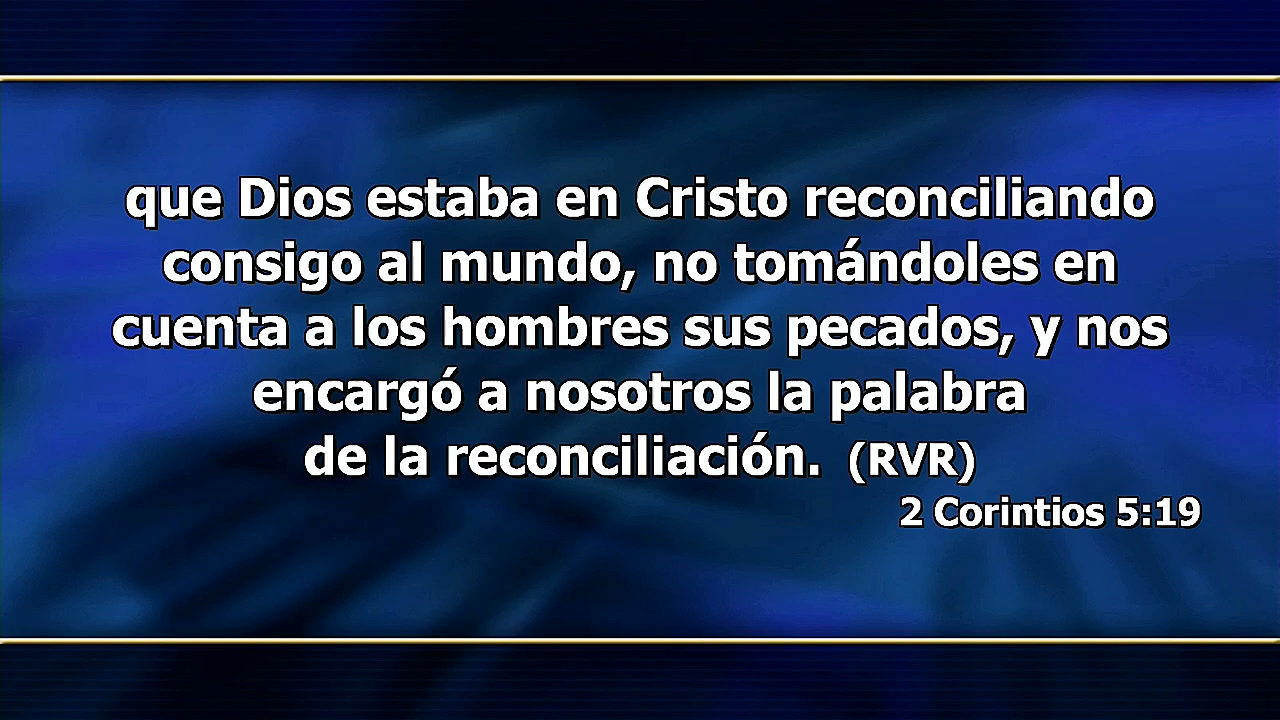 que Dios estaba en Cristo reconciliando
consigo al mundo, no tomándoles en
cuenta a los hombres sus pecados, y nos
encargó a nosotros la palabra
de la reconciliación. (RVR)
2 Corintios 5:19